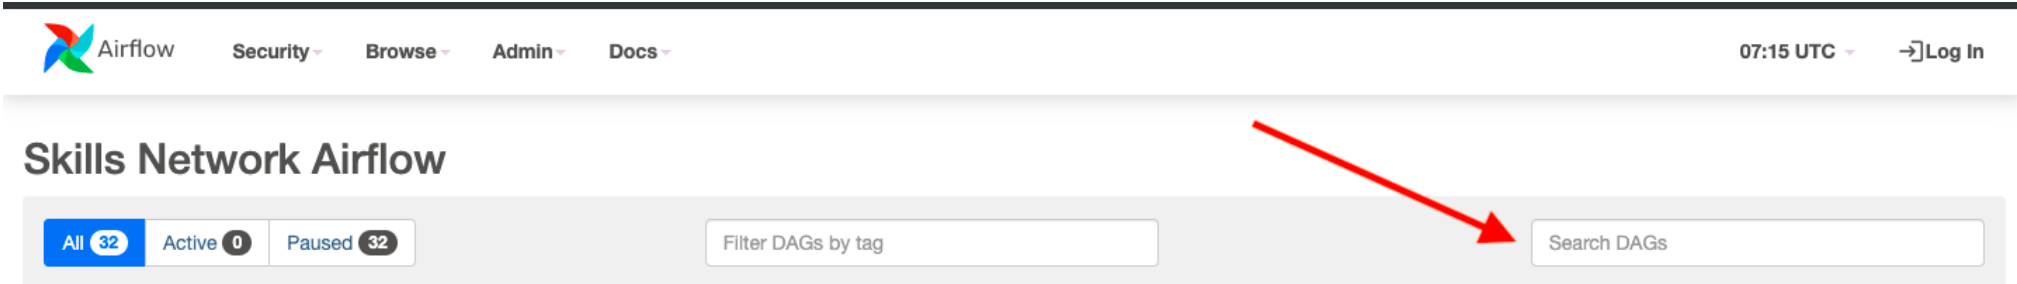 Airflow Security Browse Admin Docs 07:15 UTC Log In
Skills Network Airflow
All 32 Active 0 Paused 32 Filter DAGs by tag Search DAGs